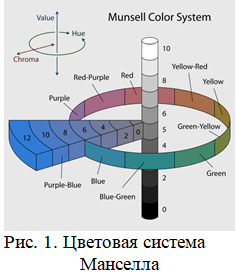 Munsell Color System
Value
Hue
Chroma
10
8
7
6
5
4
2
0
Red-Purple
Red
Yellow-Red
Yellow
Purple
Green-Yellow
12
10
8
6
4
2
0
Purple-Blue
Blue
Blue-Green
Green
Рис. 1. Цветовая система
Манселла